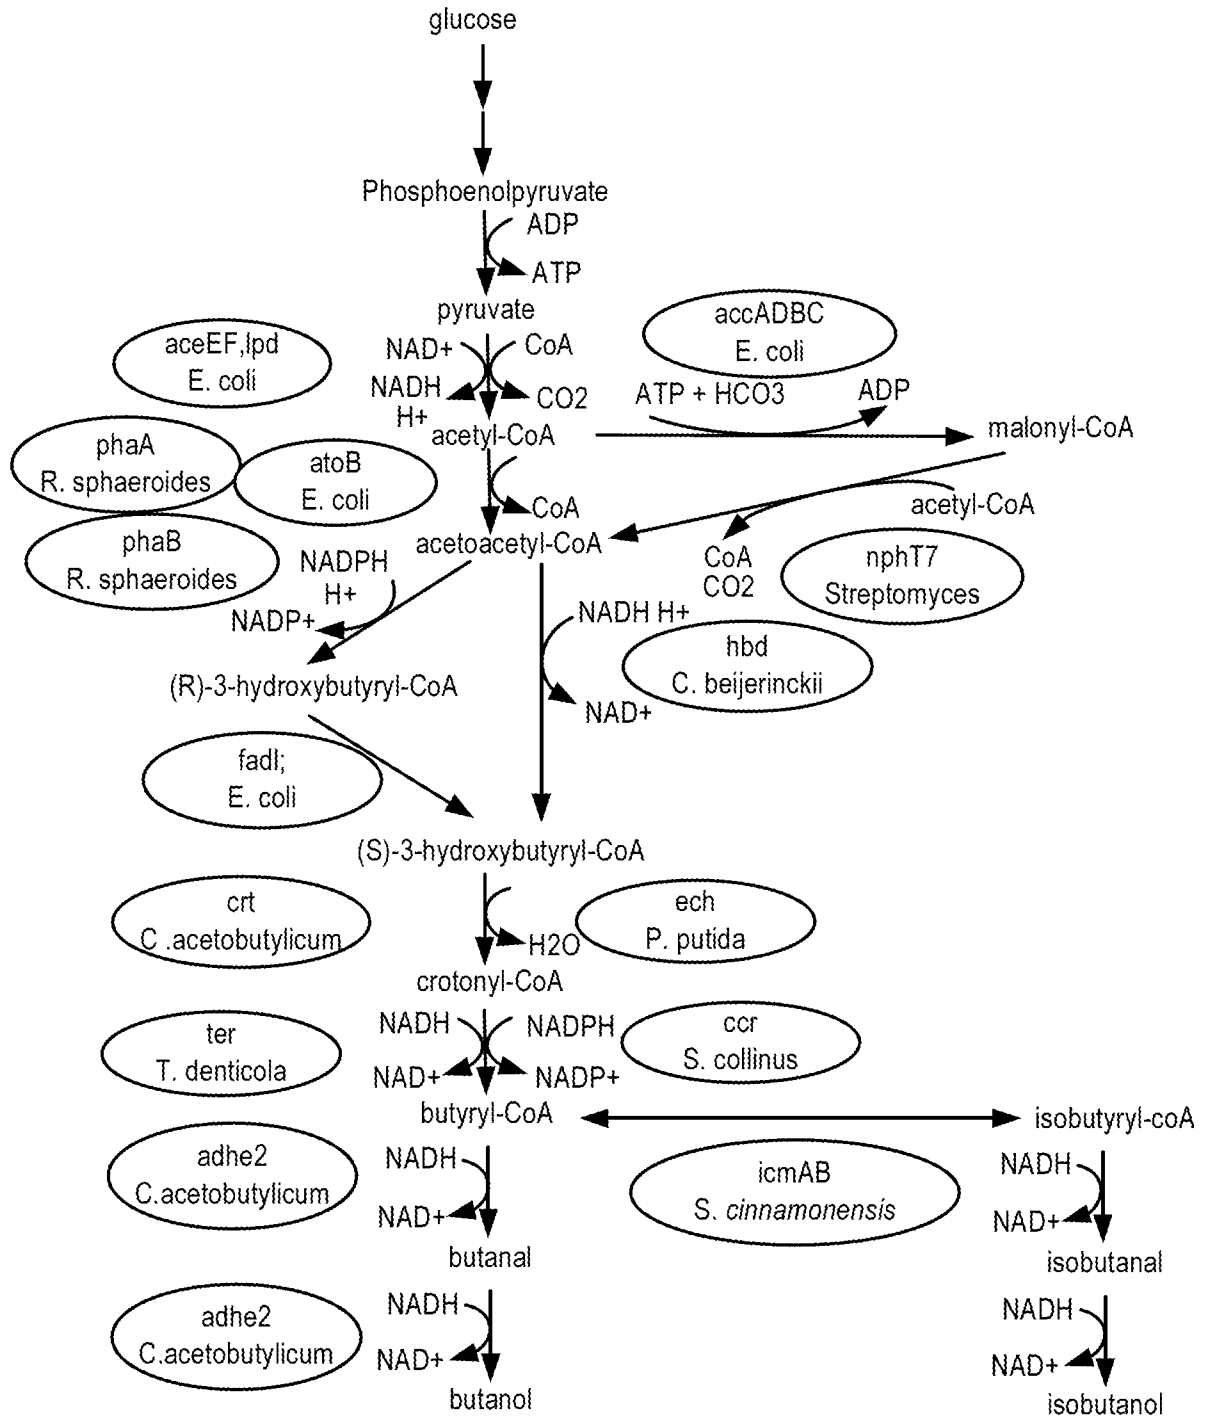 glucose
Phosphoenolpyruvate
ADP
ATP
pyruvate
accADBC
E. coli
aceEF,lpd
E. coli
NAD+
CoA
NADH
H+
CO2
ATP + HCO3
ADP
acetyl-CoA
malonyl-CoA
phaA
R. sphaeroides
atoB
E. coli
CoA
acetyl-CoA
acetoacetyl-CoA
phaB
R. sphaeroides
NADPH
H+
NADP+
CoA
CO2
nphT7
Streptomyces
NADH H+
hbd
C. beijerinckii
NAD+
(R)-3-hydroxybutyryl-CoA
fadI;
E. coli
(S)-3-hydroxybutyryl-CoA
crt
C .acetobutylicum
H2O
ech
P. putida
crotonyl-CoA
NADH
NADPH
ter
T. denticola
ccr
S. collinus
NAD+
NADP+
butyryl-CoA
isobutyryl-coA
adhe2
C.acetobutylicum
NADH
NAD+
icmAB
S. cinnamonensis
NADH
NAD+
butanal
isobutanal
adhe2
C.acetobutylicum
NADH
NAD+
NADH
NAD+
butanol
isobutanol